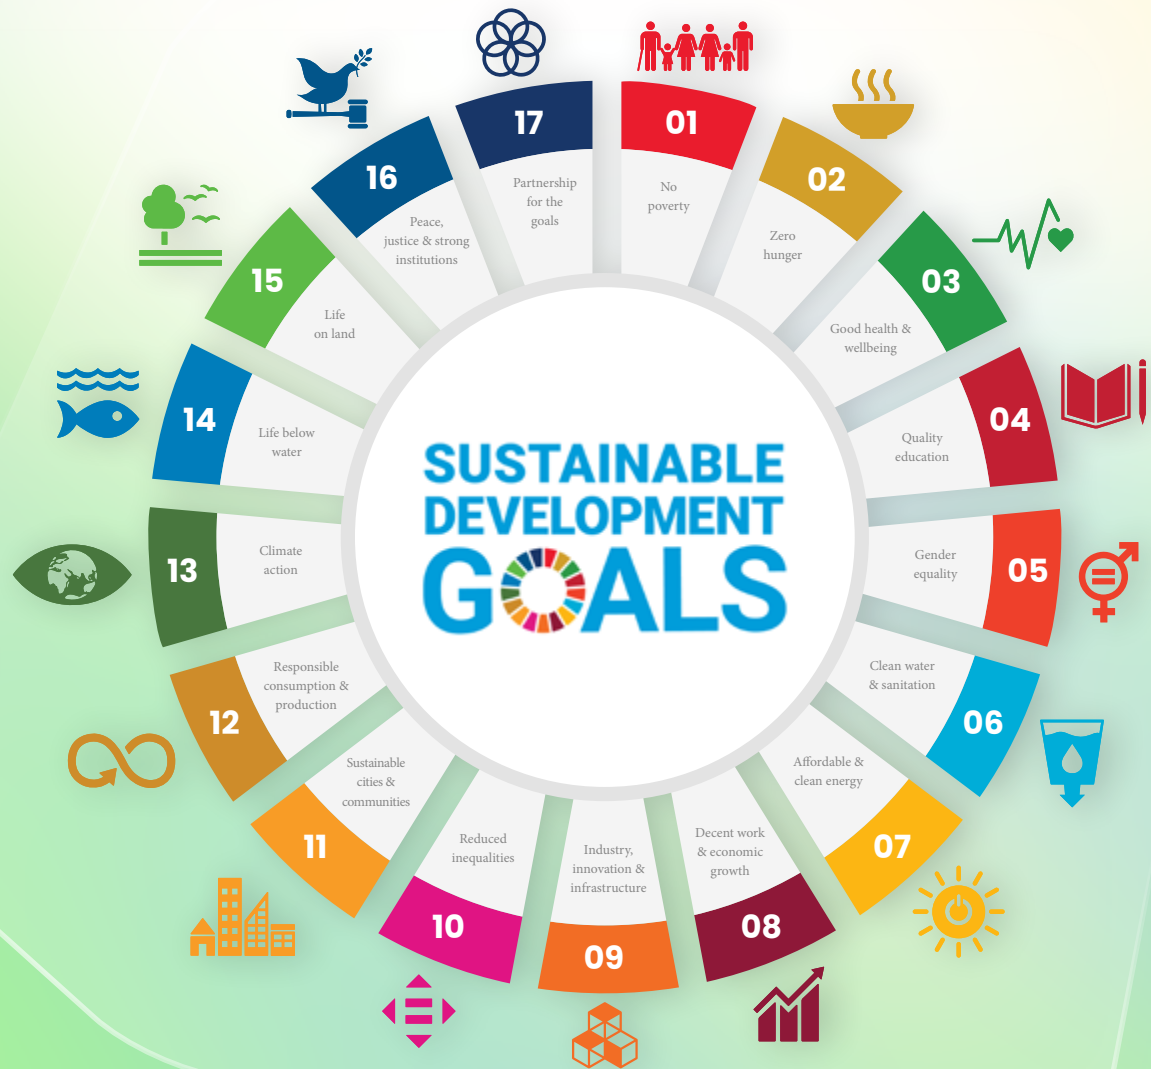 SUSTAINABLE
DEVELOPMENT
GOALS
01
No
poverty
02
Zero
hunger
03
Good health &
wellbeing
04
Quality
education
05
Gender
equality
06
Clean water
& sanitation
07
Affordable &
clean energy
08
Decent work
& economic
growth
09
Industry,
innovation &
infrastructure
10
Reduced
inequalities
11
Sustainable
cities &
communities
12
Responsible
consumption &
production
13
Climate
action
14
Life below
water
15
Life
on land
16
Peace,
justice & strong
institutions
17
Partnership
for the
goals